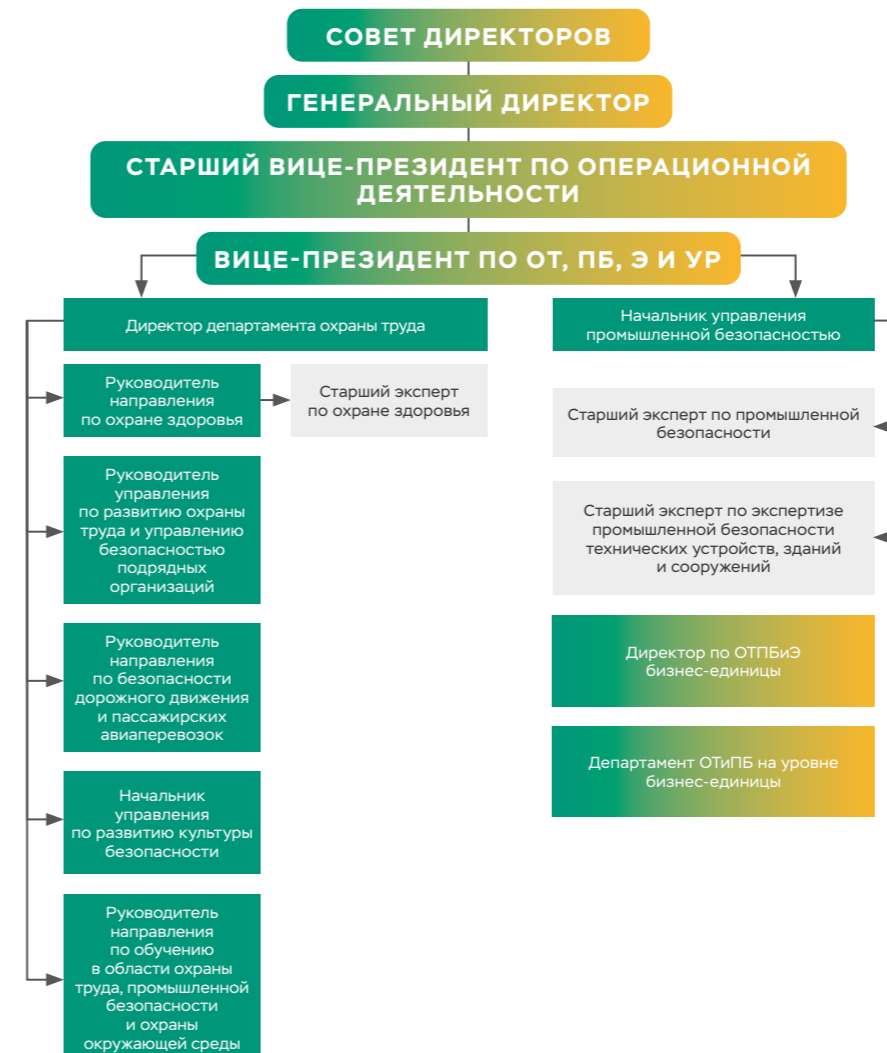 СОВЕТ ДИРЕКТОРОВ
ГЕНЕРАЛЬНЫЙ ДИРЕКТОР
СТАРШИЙ ВИЦЕ-ПРЕЗИДЕНТ ПО ОПЕРАЦИОННОЙ
ДЕЯТЕЛЬНОСТИ
ВИЦЕ-ПРЕЗИДЕНТ ПО ОТ, ПБ, Э И УР
Директор департамента охраны труда
Руководитель
направления
по охране здоровья
Старший эксперт
по охране здоровья
Руководитель
управления
по развитию охраны
труда и управлению
безопасностью
подрядных
организаций
Руководитель
направления
по безопасности
дорожного движения
и пассажирских
авиаперевозок
Начальник
управления
по развитию культуры
безопасности
Руководитель
направления
по обучению
в области охраны
труда, промышленной
безопасности
и охраны
окружающей среды
Начальник управления
промышленной безопасностью
Старший эксперт по промышленной
безопасности
Старший эксперт по экспертизе
промышленной безопасности
технических устройств, зданий
и сооружений
Директор по ОТПБиЭ
бизнес-единицы
Департамент ОТиПБ на уровне
бизнес-единицы